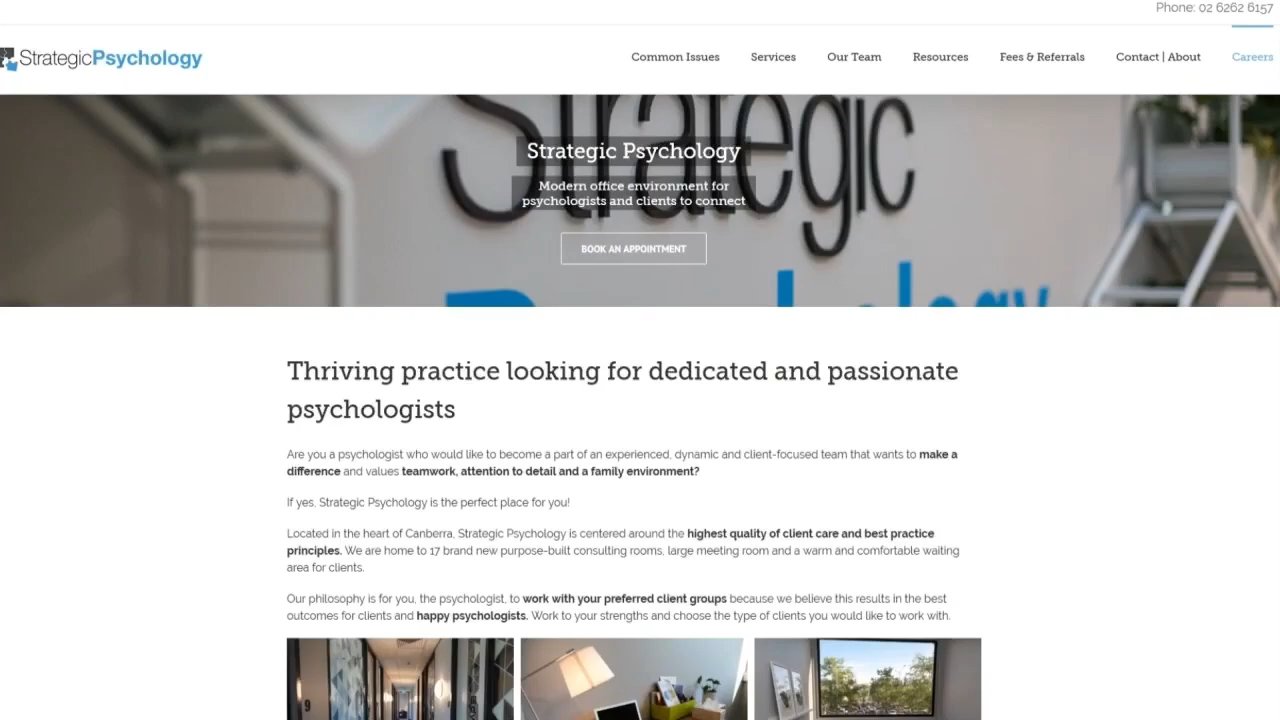 Phone: 02 6262 6157
StrategicPsychology
Common Issues Services Our Team Resources Fees & Referrals Contact | About Careers
Strategic
Strategic Psychology
Modern office environment for
psychologists and clients to connect
BOOK AN APPOINTMENT
Psychology
Thriving practice looking for dedicated and passionate
psychologists
Are you a psychologist who would like to become a part of an experienced, dynamic and client-focused team that wants to make a
difference and values teamwork, attention to detail and a family environment?
If yes, Strategic Psychology is the perfect place for you!
Located in the heart of Canberra, Strategic Psychology is centered around the highest quality of client care and best practice
principles. We are home to 17 brand new purpose-built consulting rooms, large meeting room and a warm and comfortable waiting
area for clients.
Our philosophy is for you, the psychologist, to work with your preferred client groups because we believe this results in the best
outcomes for clients and happy psychologists. Work to your strengths and choose the type of clients you would like to work with.
9